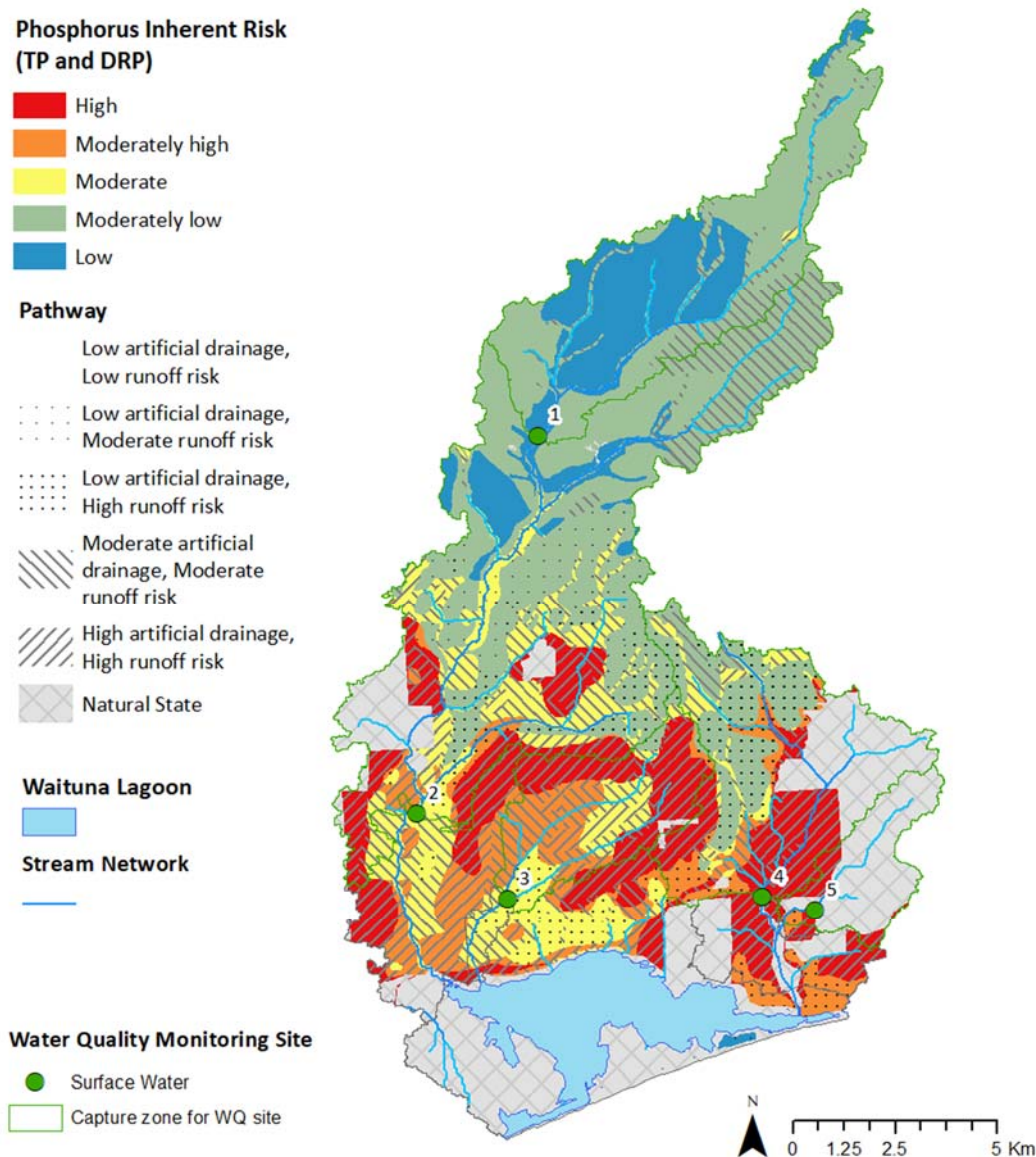 Phosphorus Inherent Risk
(TP and DRP)
High
Moderately high
Moderate
Moderately low
Low
Pathway
Low artificial drainage,
Low runoff risk
Low artificial drainage,
Moderate runoff risk
Low artificial drainage,
High runoff risk
Moderate artificial
drainage, Moderate
runoff risk
High artificial drainage,
High runoff risk
Natural State
Waituna Lagoon
Stream Network
Water Quality Monitoring Site
Surface Water
Capture zone for WQ site
1
2
3
4
5
N
0 1.25 2.5 5 Km